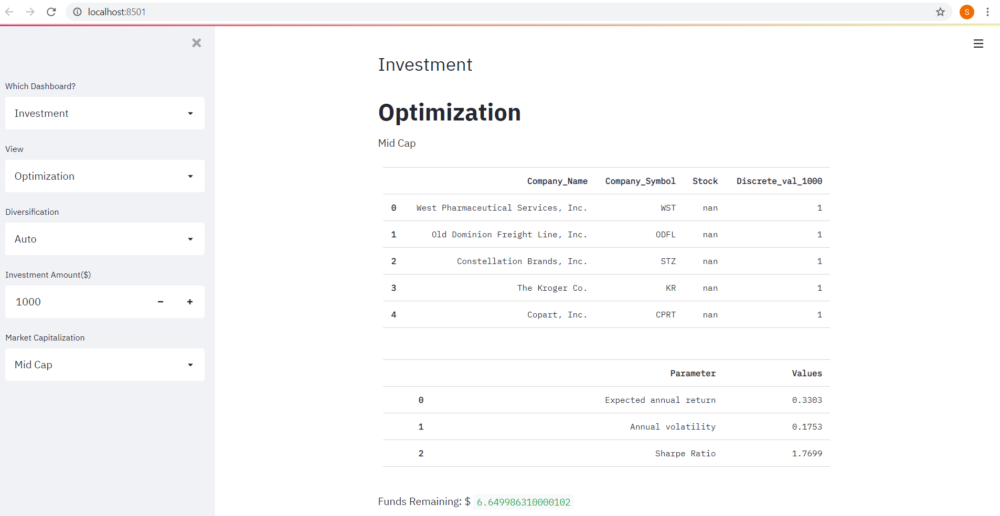 localhost:8501
S
Which Dashboard?
Investment
View
Optimization
Diversification
Auto
Investment Amount($)
1000
Market Capitalization
Mid Cap
Investment
Optimization
Mid Cap
Company_Name Company_Symbol Stock Discrete_val_1000
0 West Pharmaceutical Services, Inc. WST nan 1
1 Old Dominion Freight Line, Inc. ODFL nan 1
2 Constellation Brands, Inc. STZ nan 1
3 The Kroger Co. KR nan 1
4 Copart, Inc. CPRT nan 1
Parameter Values
0 Expected annual return 0.3303
1 Annual volatility 0.1753
2 Sharpe Ratio 1.7699
Funds Remaining: $ 6.649986310000102